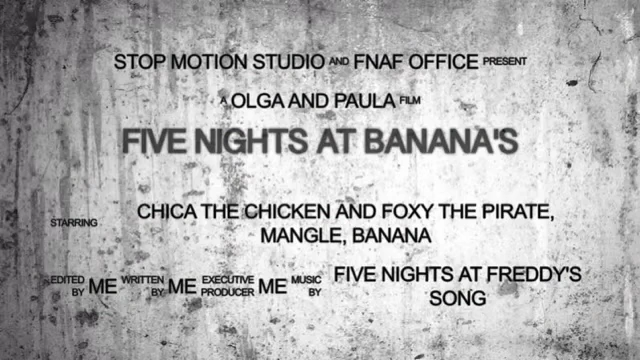 STOP MOTION STUDIO AND FNAF OFFICE PRESENT
A OLGA AND PAULA FILM
FIVE NIGHTS AT BANANA'S
STARRING CHICA THE CHICKEN AND FOXY THE PIRATE,
MANGLE, BANANA
EDITED BY ME WRITTEN BY ME EXECUTIVE PRODUCER ME MUSIC BY FIVE NIGHTS AT FREDDY'S
SONG